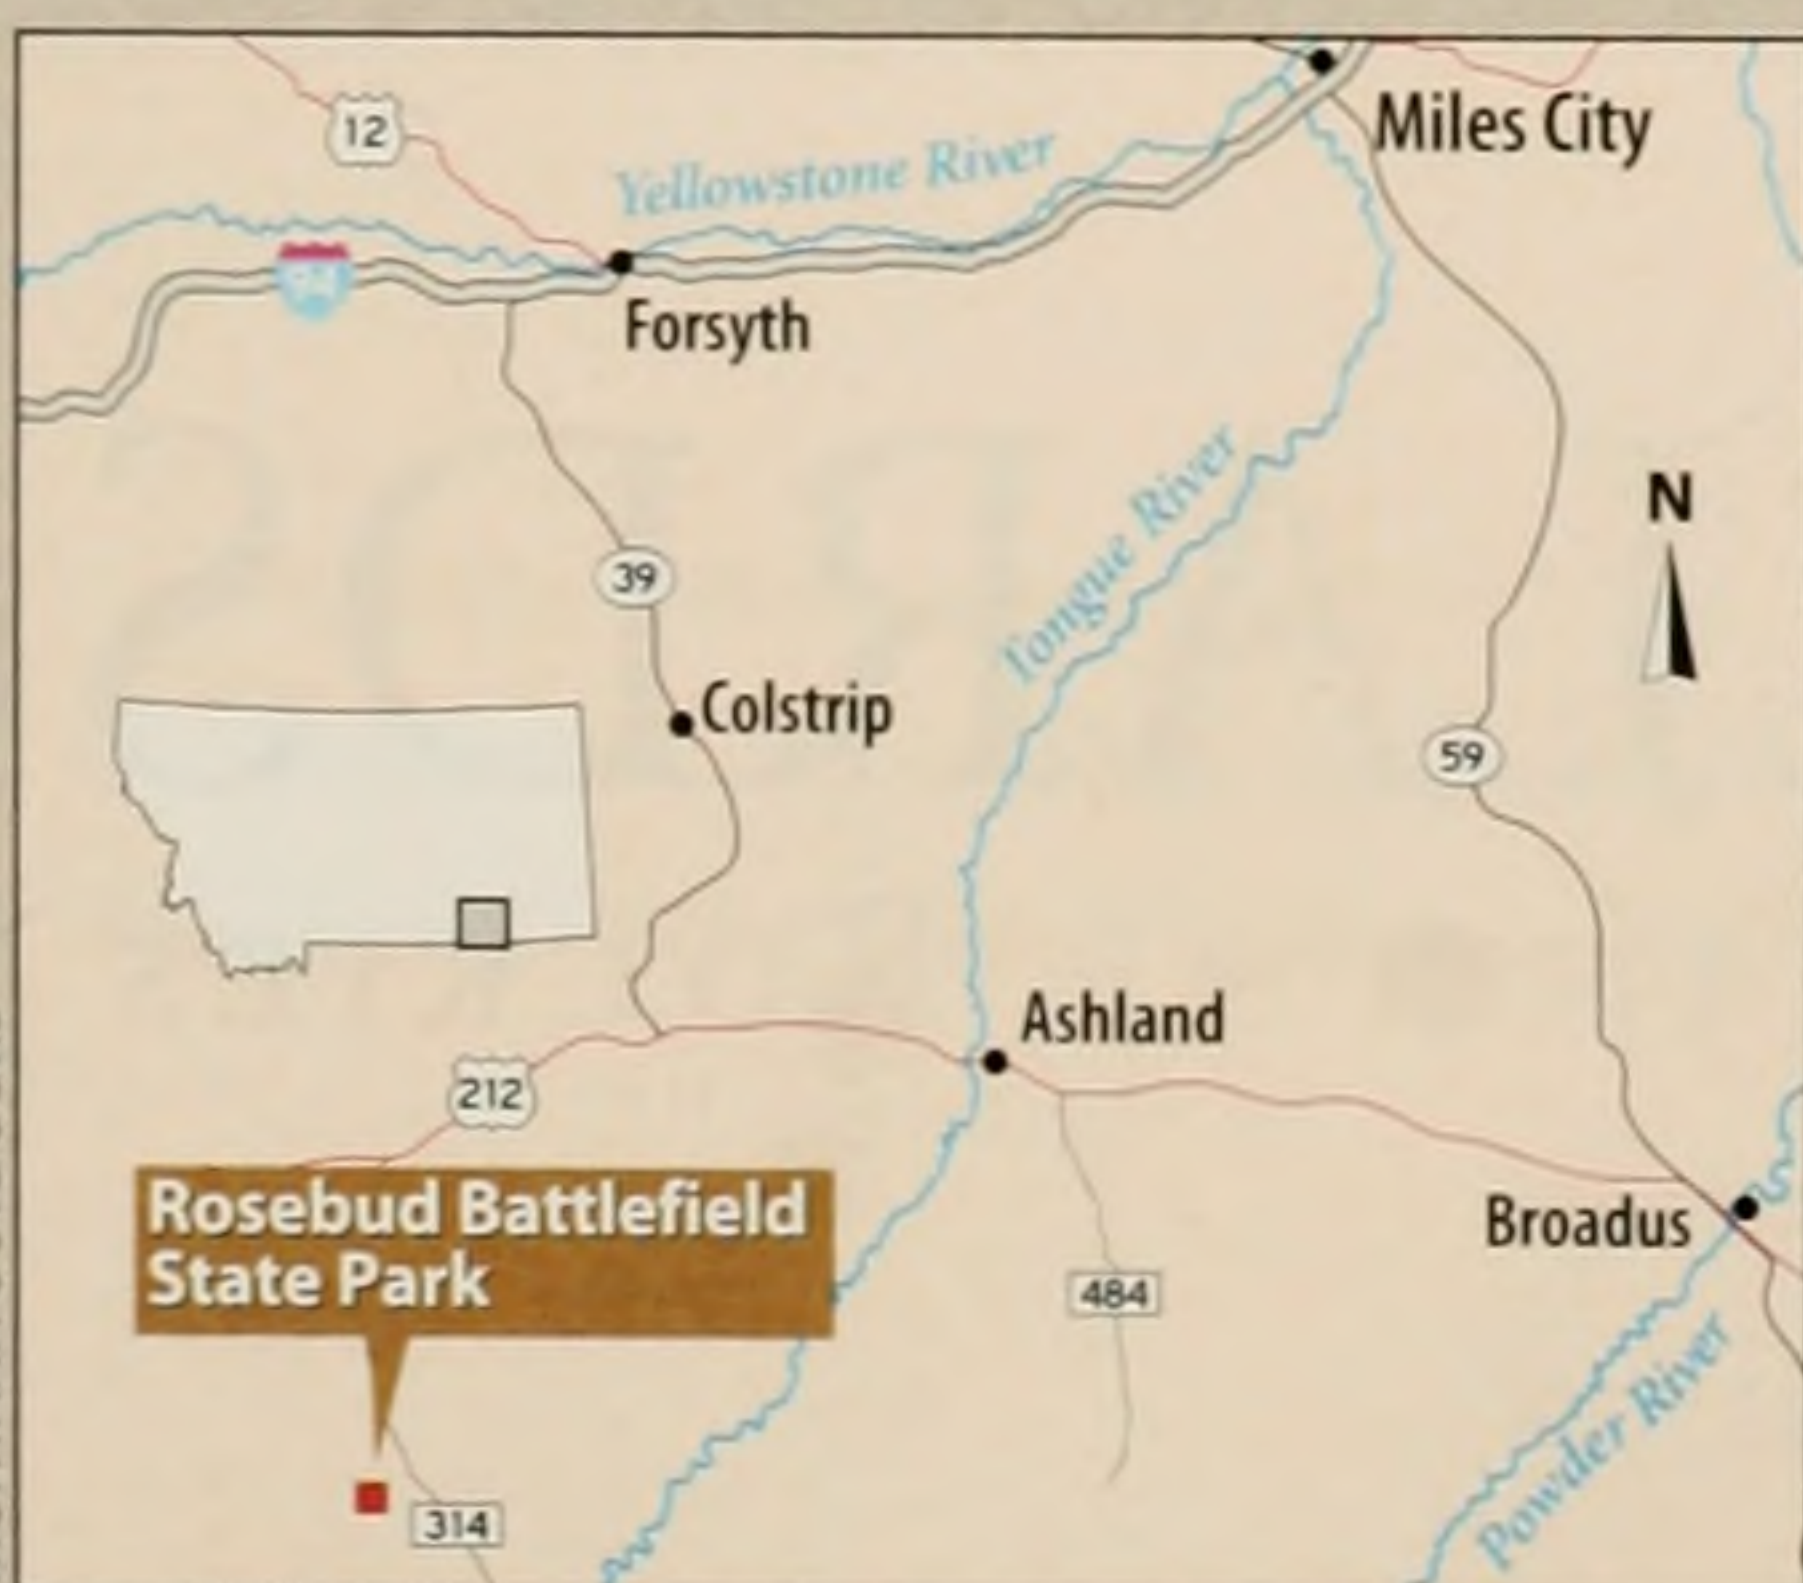 12
Miles City
Yellowstone River
Forsyth
39
Tongue River
N
Colstrip
59
Ashland
212
Rosebud Battlefield
State Park
Broadus
484
Powder River
314